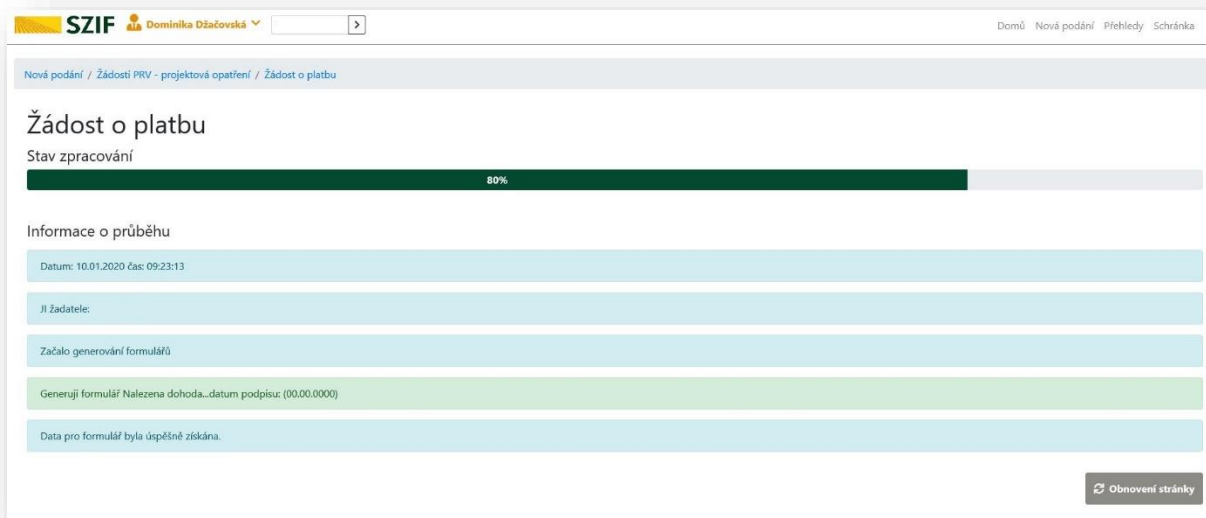 SZIF Dominika Džačovská
Domů Nová podání Přehledy Schránka
Nová podání / Žádosti PRV - projektová opatření / Žádost o platbu
Žádost o platbu
Stav zpracování
80%
Informace o průběhu
Datum: 10.01.2020 čas: 09:23:13
JI žadatele:
Začalo generování formulářů
Generuji formulář Nalezena dohoda...datum podpisu: (00.00.0000)
Data pro formulář byla úspěšně získána.
Obnovení stránky